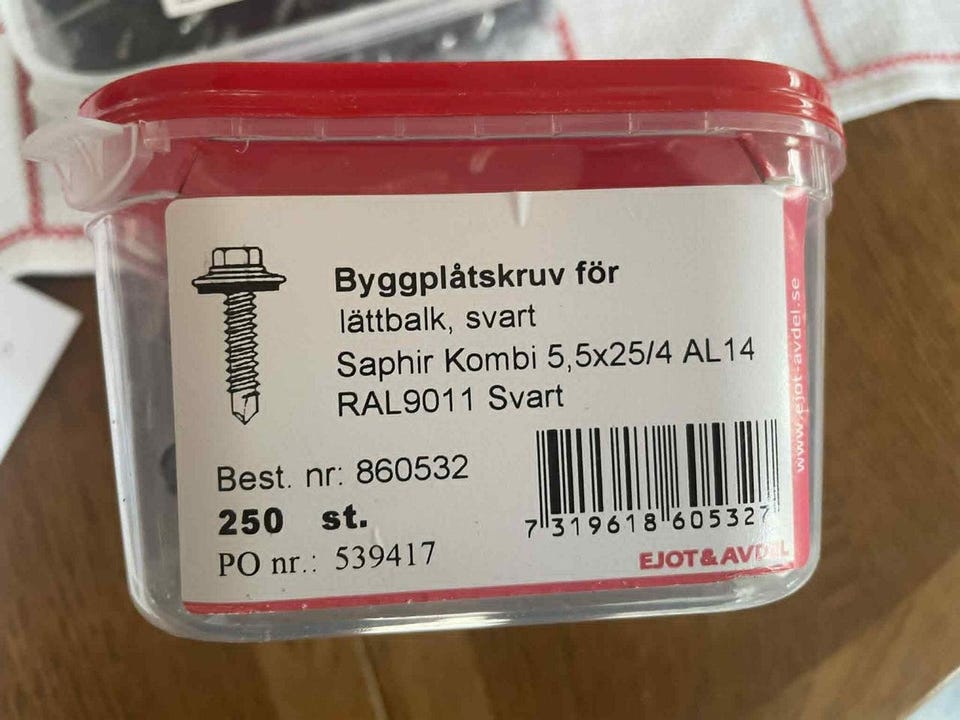 Byggplåtskruv för
lättbalk, svart
Saphir Kombi 5,5x25/4 AL14
RAL9011 Svart
Best. nr: 860532
250 st.
PO nr.: 539417
7 319618 605327
EJOT & AVDEL
www.ejot-avdel.se